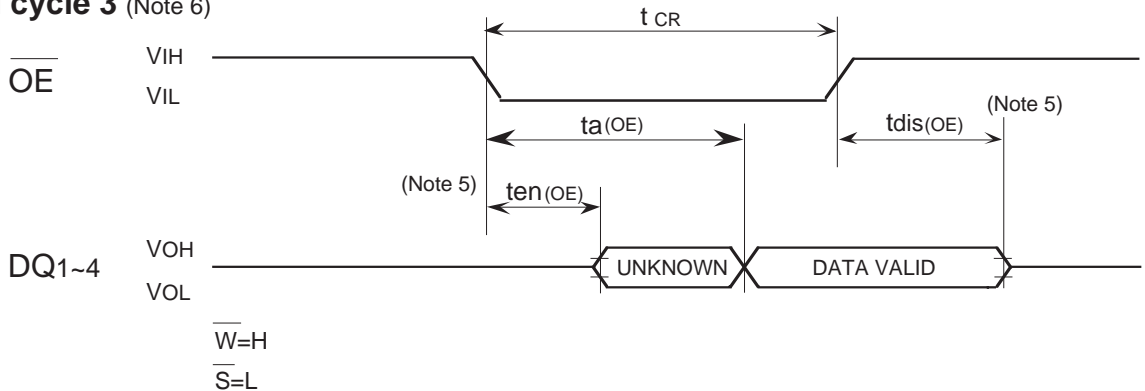 cycle 3 (Note 6)
t CR
VIH
OE
VIL
(Note 5)
ta(OE)
tdis(OE)
(Note 5)
ten(OE)
VOH
DQ1~4
UNKNOWN
DATA VALID
VOL
W=H
S=L